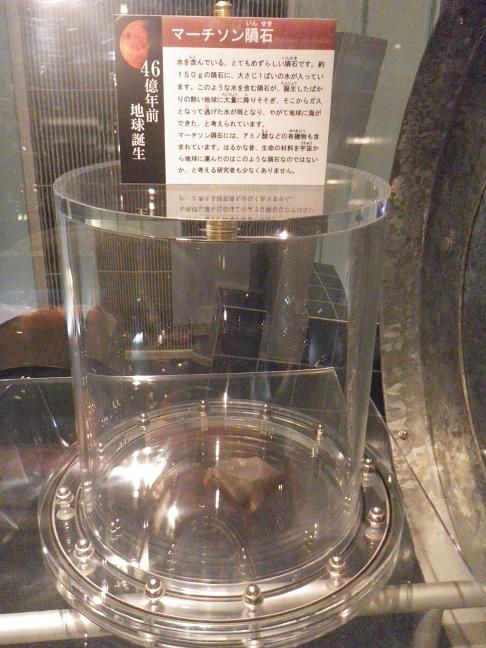 マーチソン隕石
いん せき
46億年前
地球誕生
水を含んでいる、とてもめずらしい隕石です。約
150gの隕石に、大さじ1ぱいの水が入ってい
ます。このような水を含む隕石が、誕生したばか
りの熱い地球に大量に降りそそぎ、そこからガス
となって逃げた水が雨となり、やがて地球に海が
できた、と考えられています。
マーチソン隕石には、アミノ酸などの有機物も含
まれています。はるか昔、生命の材料を宇宙か
ら地球に運んだのはこのような隕石なのではない
か、と考える研究者も少なくありません。